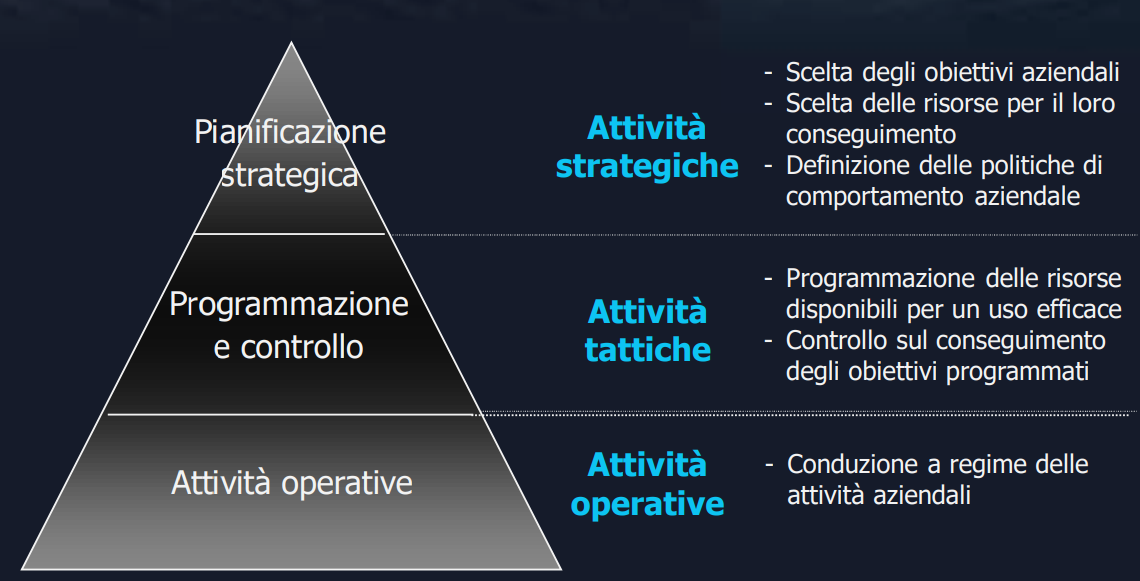 Pianificazione
strategica
Attività
strategiche
- Scelta degli obiettivi aziendali
- Scelta delle risorse per il loro
conseguimento
- Definizione delle politiche di
comportamento aziendale
Programmazione
e controllo
Attività
tattiche
- Programmazione delle risorse
disponibili per un uso efficace
- Controllo sul conseguimento
degli obiettivi programmati
Attività operative
Attività
operative
- Conduzione a regime delle
attività aziendali